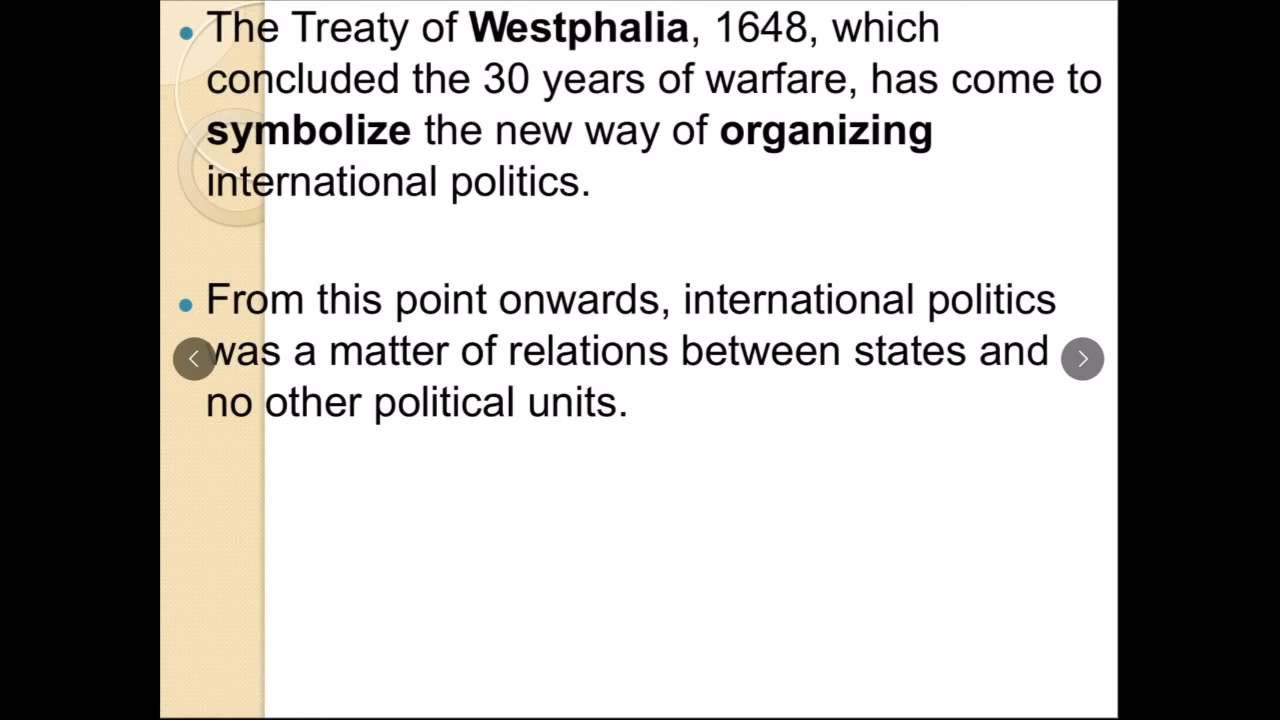 The Treaty of Westphalia, 1648, which
concluded the 30 years of warfare, has come to
symbolize the new way of organizing
international politics.
From this point onwards, international politics
was a matter of relations between states and
no other political units.